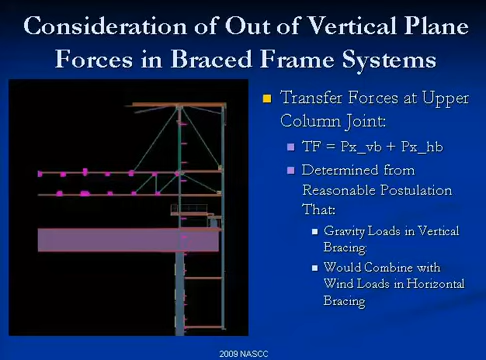 Consideration of Out of Vertical Plane
Forces in Braced Frame Systems
Transfer Forces at Upper
Column Joint:
TF = Px_vb + Px_hb
Determined from
Reasonable Postulation
That:
Gravity Loads in Vertical
Bracing:
Would Combine with
Wind Loads in Horizontal
Bracing
2009 NASCC